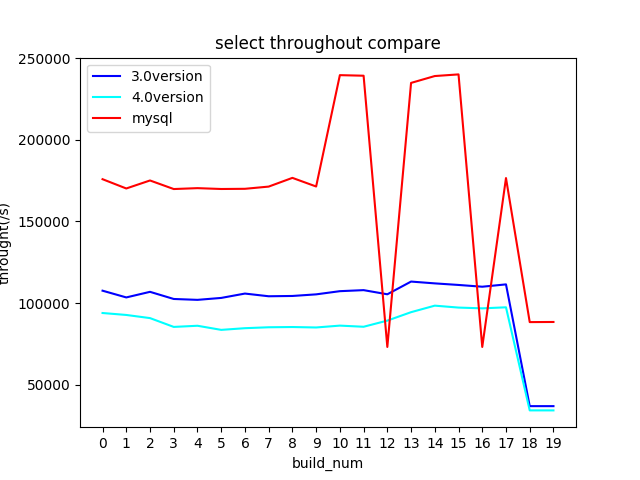 select throughout compare
3.0version
4.0version
mysql
250000
200000
150000
100000
50000
throught(/s)
0 1 2 3 4 5 6 7 8 9 10 11 12 13 14 15 16 17 18 19
build_num